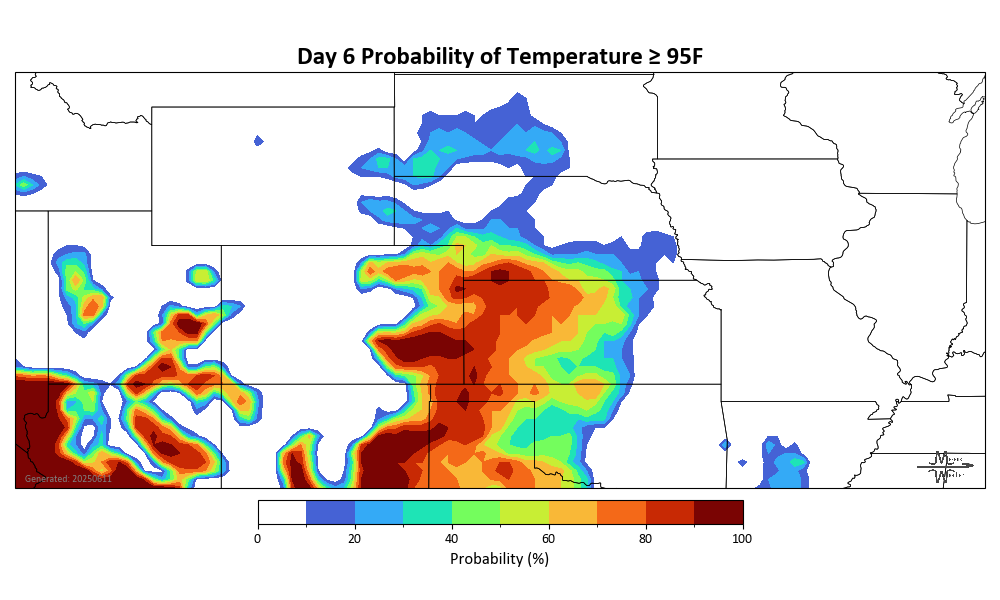 Day 6 Probability of Temperature ≥ 95F
Generated: 20250811
0 20 40 60 80 100
Probability (%)